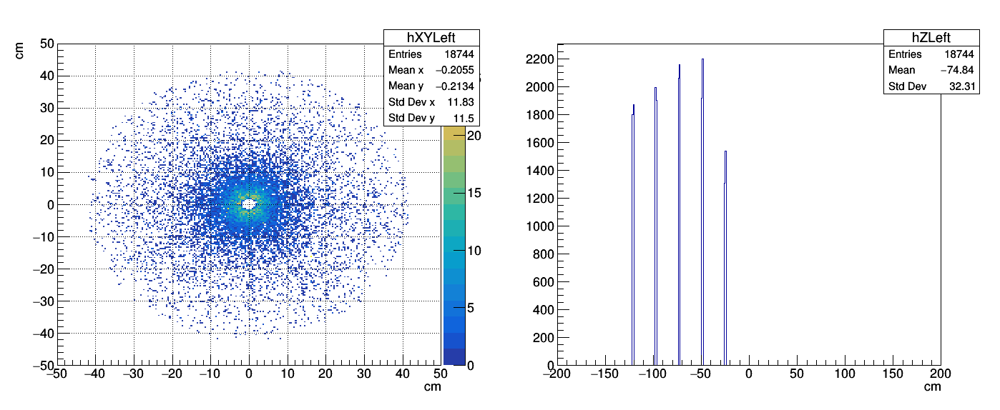 hXYLeft
Entries 18744
Mean x −0.2055
Mean y −0.2134
Std Dev x 11.83
Std Dev y 11.5
cm
50
40
30
20
10
0
−10
−20
−30
−40
−50
−50 −40 −30 −20 −10 0 10 20 30 40 50
cm
20
15
10
5
0
hZLeft
Entries 18744
Mean −74.84
Std Dev 32.31
2200
2000
1800
1600
1400
1200
1000
800
600
400
200
0
−200 −150 −100 −50 0 50 100 150 200
cm